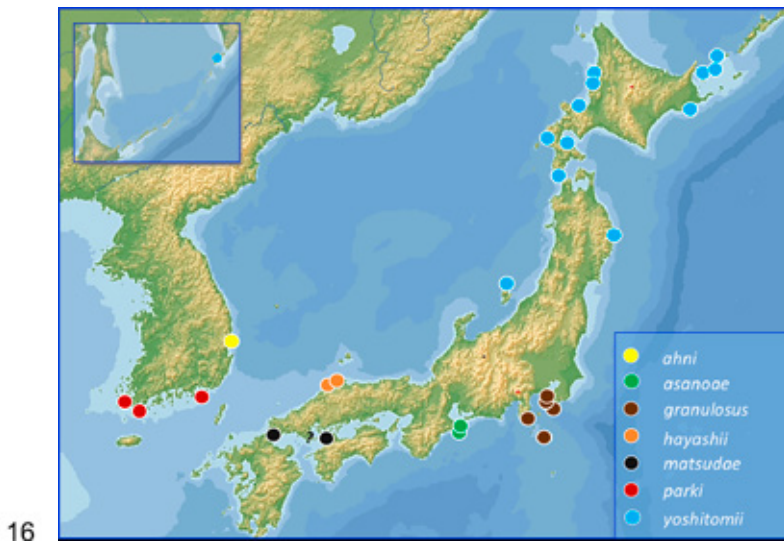 ?
ahni
asanoae
granulosus
hayashii
matsudae
parki
yoshitomii
16